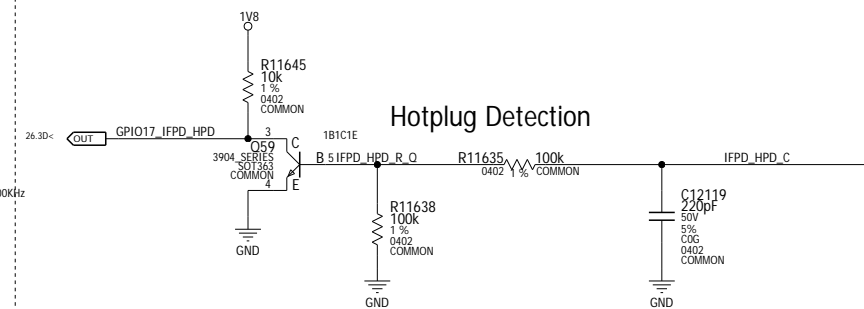 1V8
R11645
10k
1 %
0402
COMMON
Hotplug Detection
26.3D<
OUT
GPIO17_IFPD_HPD
3
1B1C1E
C
Q59
3904_SERIES
SOT363
COMMON
B
5
IFPD_HPD_R_Q
R11635
100k
0402
1 %
COMMON
IFPD_HPD_C
4
E
00KHz
R11638
100k
1 %
0402
COMMON
C12119
220pF
50V
5%
C0G
0402
COMMON
GND
GND
GND